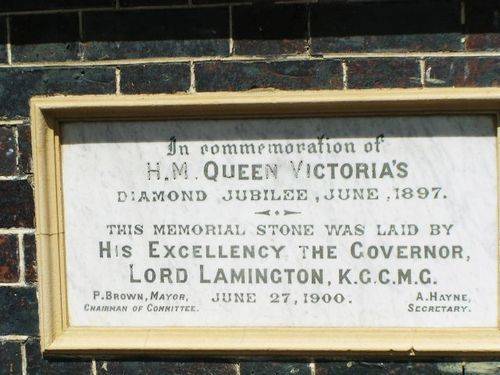 In commemoration of
H.M. QUEEN VICTORIA'S
DIAMOND JUBILEE, JUNE, 1897.
THIS MEMORIAL STONE WAS LAID BY
HIS EXCELLENCY THE GOVERNOR,
LORD LAMINGTON, K.G.C.M.G.
P. BROWN, MAYOR, JUNE 27, 1900. A. HAYNE,
CHAIRMAN OF COMMITTEE. SECRETARY.